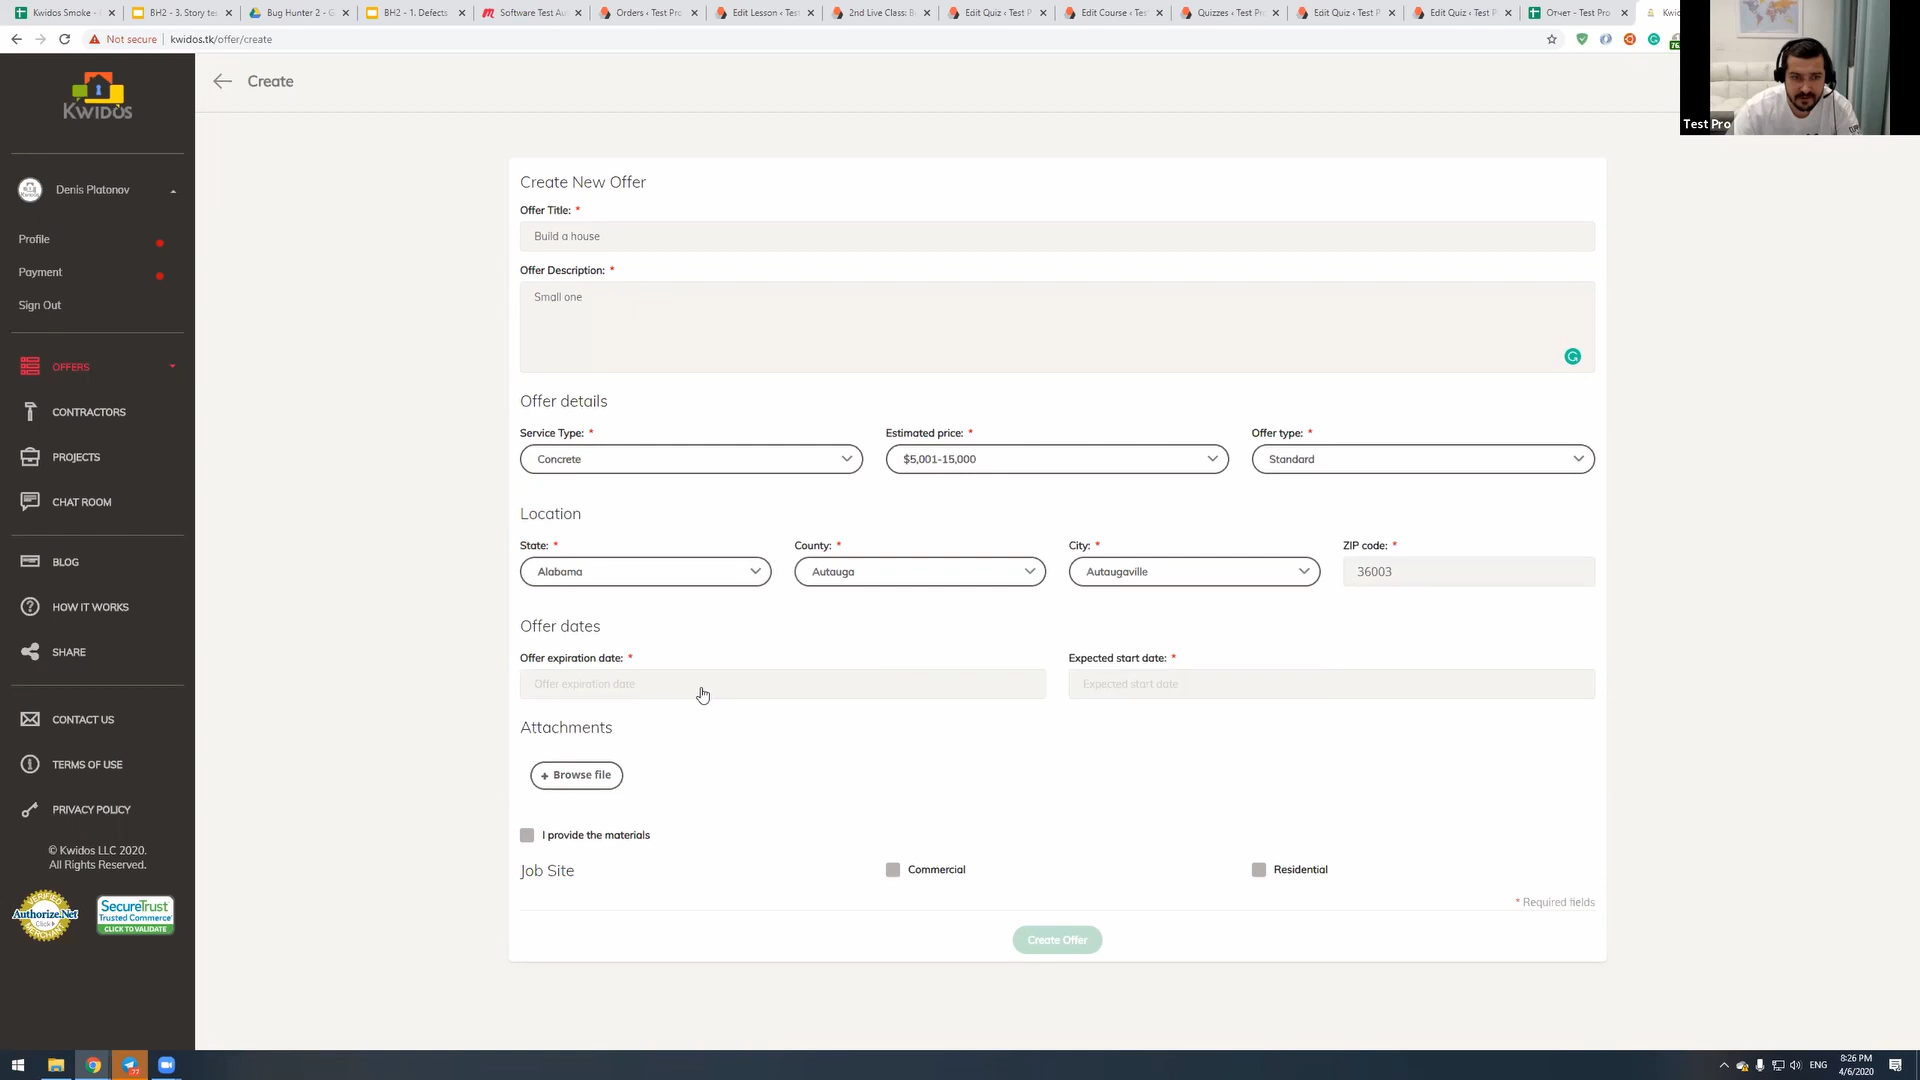 Kwidos Smoke -
BH2 - 3. Story te
Bug Hunter 2 - G
BH2 - 1. Defects
Software Test Au
Orders ‹ Test Pro
Edit Lesson ‹ Tes
2nd Live Class: B
Edit Quiz ‹ Test P
Edit Course ‹ Tes
Quizzes ‹ Test Pr
Edit Quiz ‹ Test P
Edit Quiz ‹ Test P
Отчет - Test Pro
Kwid
Not secure
kwidos.tk/offer/create
Test Pro
KWIDOS
Denis Platonov
Profile
Payment
Sign Out
OFFERS
CONTRACTORS
PROJECTS
CHAT ROOM
BLOG
HOW IT WORKS
SHARE
CONTACT US
TERMS OF USE
PRIVACY POLICY
© Kwidos LLC 2020.
All Rights Reserved.
VERIFIED
Authorize.Net
Click
MERCHANT
SecureTrust
Trusted Commerce
CLICK TO VALIDATE
Create
Create New Offer
Offer Title: *
Build a house
Offer Description: *
Small one
Offer details
Service Type: *
Estimated price: *
Offer type: *
Concrete
$5,001-15,000
Standard
Location
State: *
County: *
City: *
ZIP code: *
Alabama
Autauga
Autaugaville
36003
Offer dates
Offer expiration date: *
Expected start date: *
Offer expiration date
Expected start date
Attachments
+ Browse file
I provide the materials
Job Site
Commercial
Residential
* Required fields
Create Offer
77
ENG
8:26 PM
4/6/2020